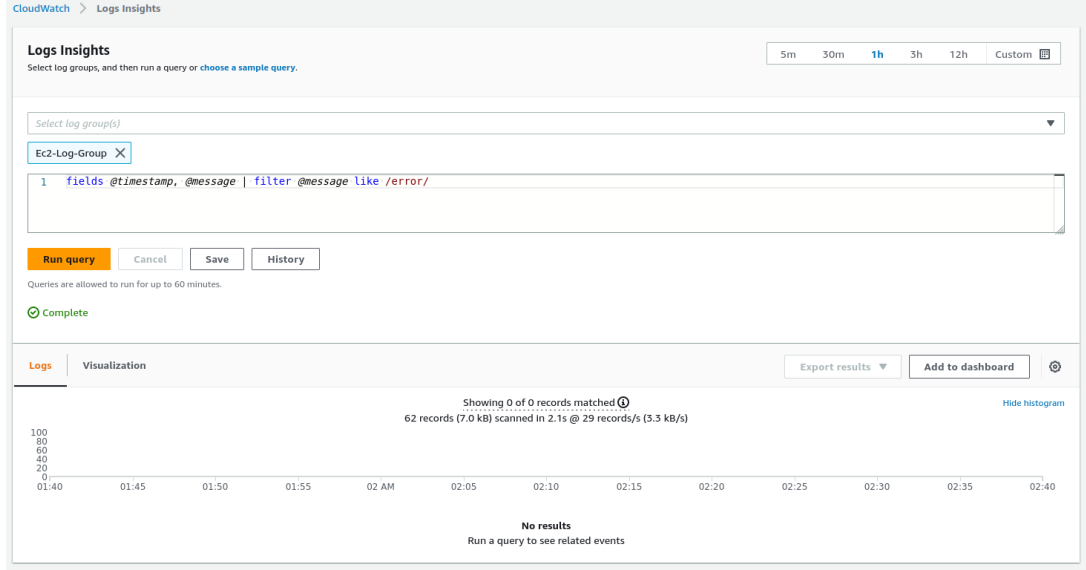 CloudWatch > Logs Insights
Logs Insights
Select log groups, and then run a query or choose a sample query.
5m 30m 1h 3h 12h Custom
Select log group(s)
Ec2-Log-Group
1 fields @timestamp, @message | filter @message like /error/
Run query Cancel Save History
Queries are allowed to run for up to 60 minutes.
Complete
Logs Visualization Export results Add to dashboard
Showing 0 of 0 records matched
Hide histogram
62 records (7.0 kB) scanned in 2.1s @ 29 records/s (3.3 kB/s)
100
80
60
40
20
0
01:40 01:45 01:50 01:55 02 AM 02:05 02:10 02:15 02:20 02:25 02:30 02:35 02:40
No results
Run a query to see related events